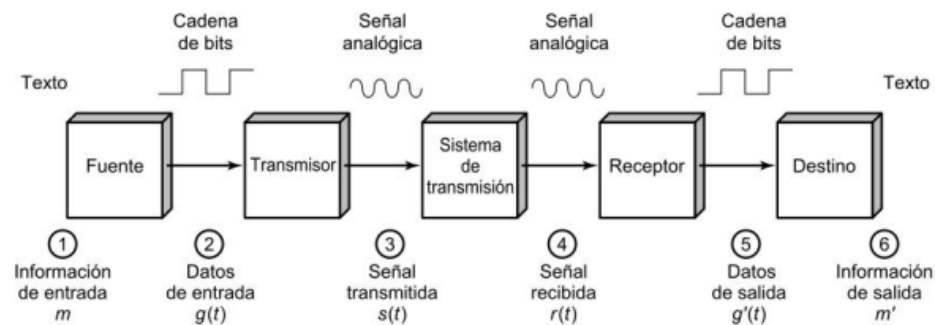 Cadena
de bits
Señal
analógica
Señal
analógica
Cadena
de bits
Texto
Texto
Fuente
Transmisor
Sistema
de
transmisión
Receptor
Destino
1
Información
de entrada
m
2
Datos
de entrada
g(t)
3
Señal
transmitida
s(t)
4
Señal
recibida
r(t)
5
Datos
de salida
g'(t)
6
Información
de salida
m'